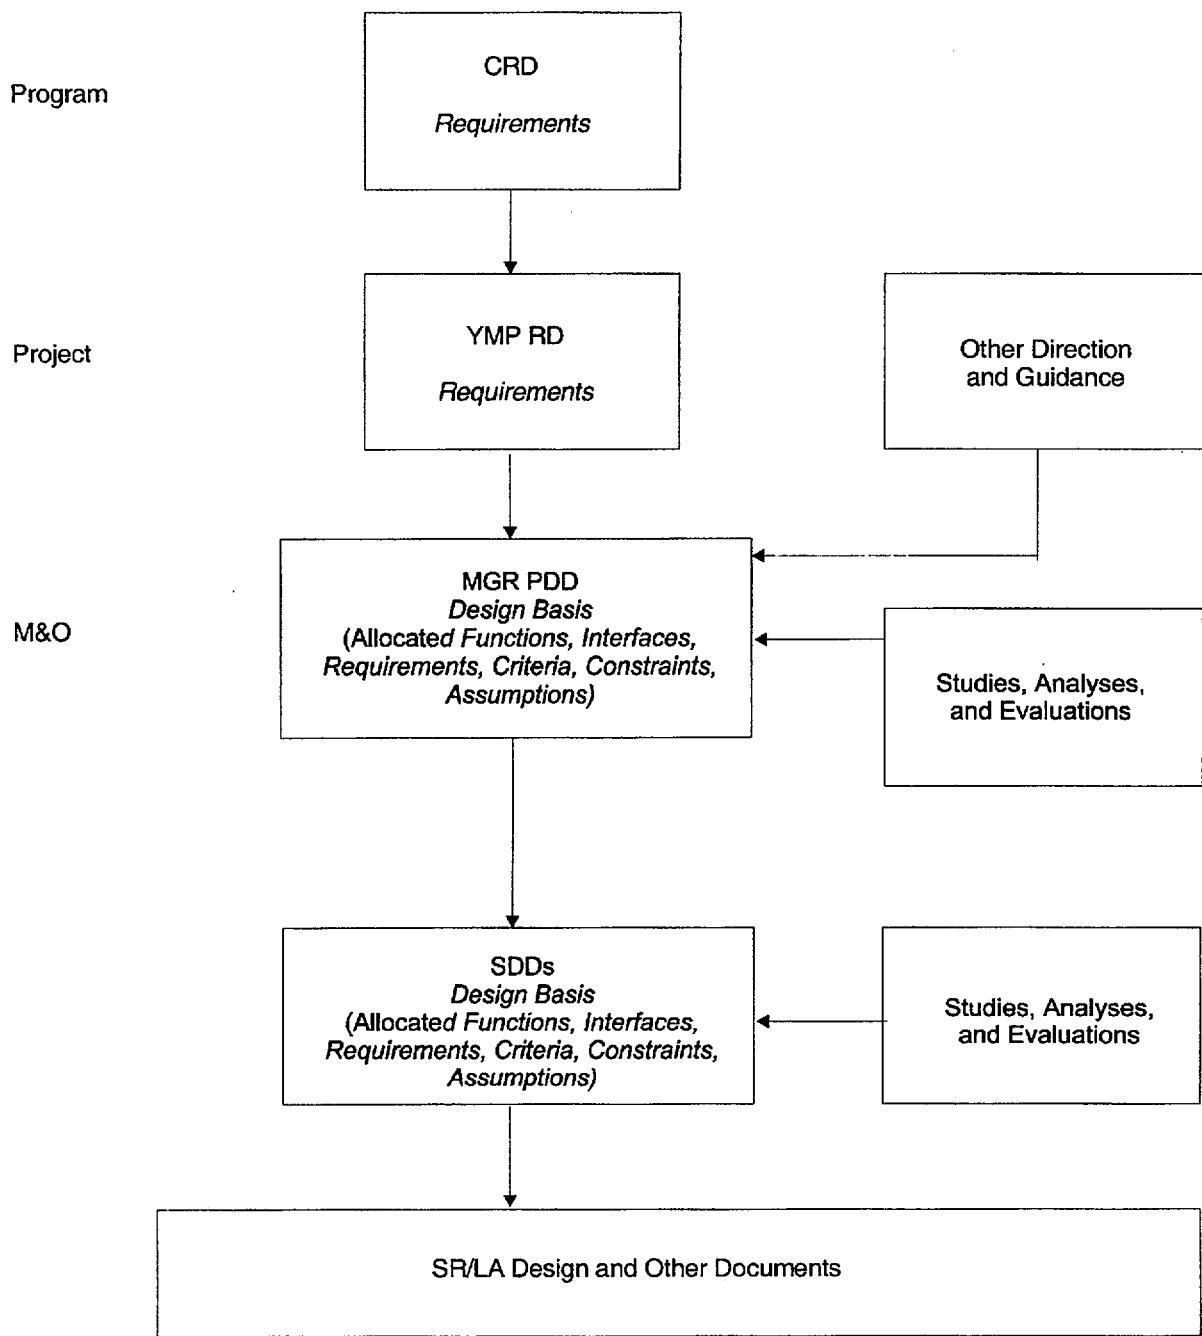 Program
CRD
Requirements
Project
YMP RD
Requirements
Other Direction
and Guidance
M&O
MGR PDD
Design Basis
(Allocated Functions, Interfaces,
Requirements, Criteria, Constraints,
Assumptions)
Studies, Analyses,
and Evaluations
SDDs
Design Basis
(Allocated Functions, Interfaces,
Requirements, Criteria, Constraints,
Assumptions)
Studies, Analyses,
and Evaluations
SR/LA Design and Other Documents